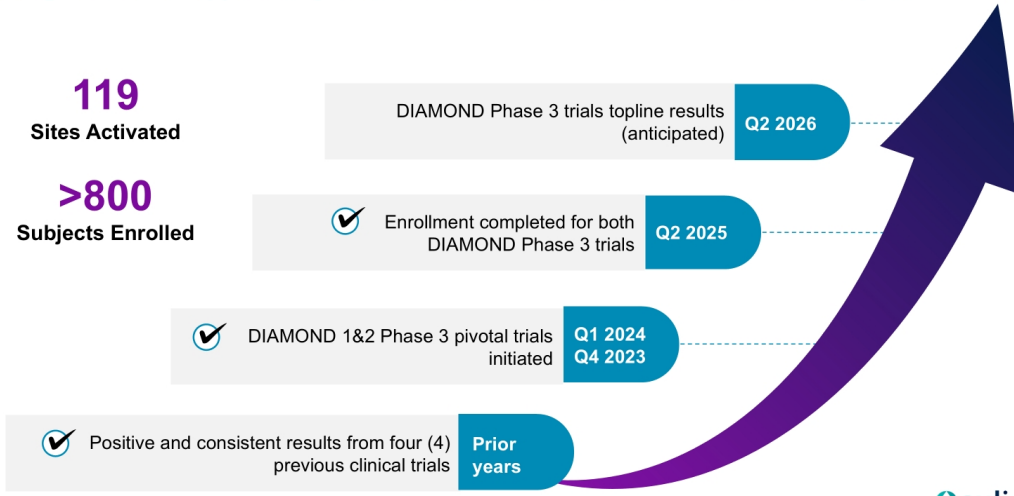 119
Sites Activated
>800
Subjects Enrolled
DIAMOND Phase 3 trials topline results
(anticipated)
Q2 2026
Enrollment completed for both
DIAMOND Phase 3 trials
Q2 2025
DIAMOND 1&2 Phase 3 pivotal trials
initiated
Q1 2024
Q4 2023
Positive and consistent results from four (4)
previous clinical trials
Prior
years